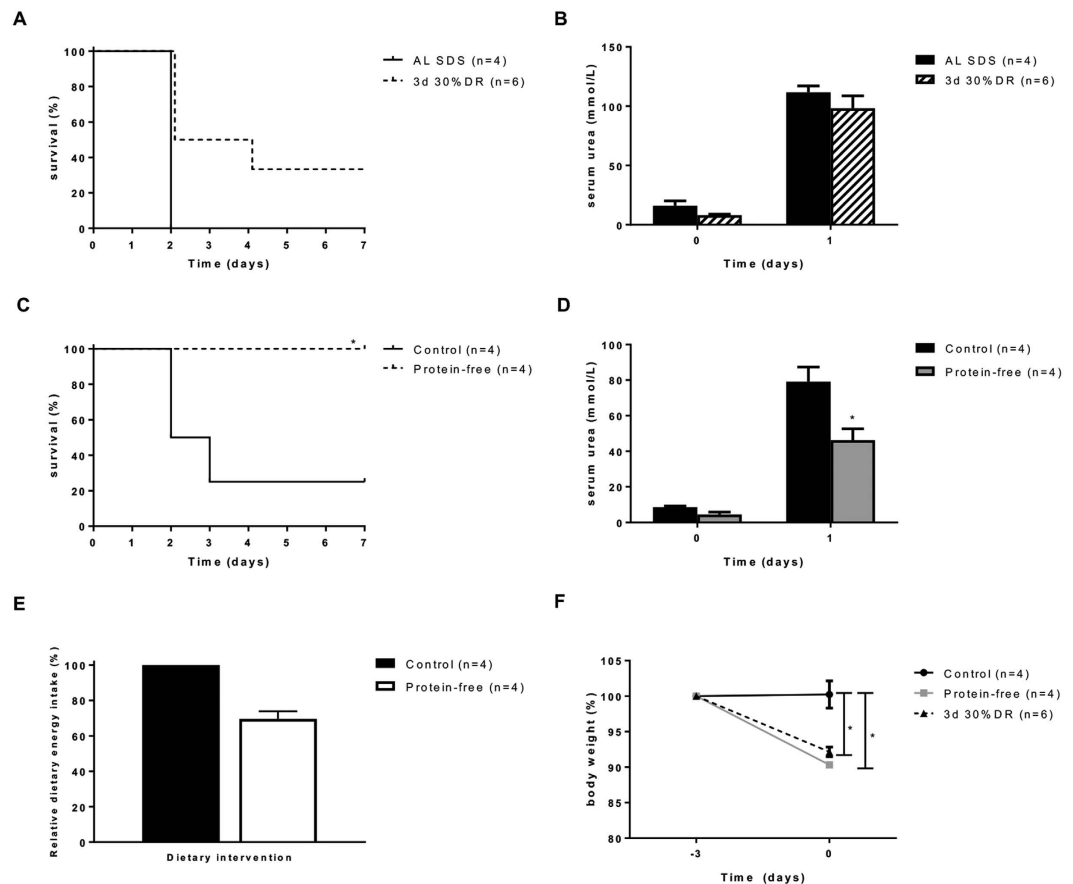 A
survival (%)
100
80
60
40
20
0
0 1 2 3 4 5 6 7
Time (days)
AL SDS (n=4)
3d 30%DR (n=6)
B
serum urea (mmol/L)
150
100
50
0
0 1
Time (days)
AL SDS (n=4)
3d 30%DR (n=6)
C
survival (%)
100
80
60
40
20
0
0 1 2 3 4 5 6 7
Time (days)
*
Control (n=4)
Protein-free (n=4)
D
serum urea (mmol/L)
100
80
60
40
20
0
0 1
Time (days)
*
Control (n=4)
Protein-free (n=4)
E
Relative dietary energy intake (%)
100
80
60
40
20
0
Dietary intervention
Control (n=4)
Protein-free (n=4)
F
body weight (%)
105
100
95
90
85
80
-3 0
Time (days)
* *
Control (n=4)
Protein-free (n=4)
3d 30%DR (n=6)